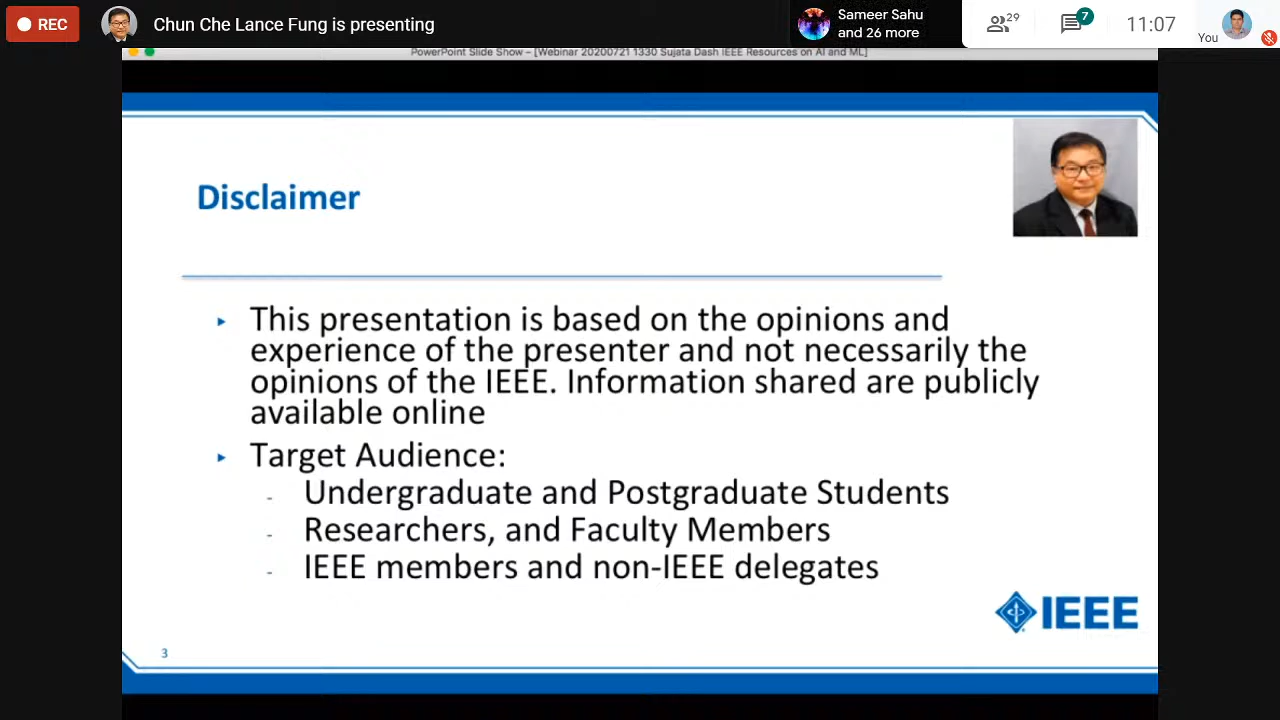 REC
Chun Che Lance Fung is presenting
Sameer Sahu
and 26 more
29
7
11:07
You
PowerPoint Slide Show – [Webinar 20200721 1330 Sujata Dash IEEE Resources on AI and ML]
Disclaimer
This presentation is based on the opinions and
experience of the presenter and not necessarily the
opinions of the IEEE. Information shared are publicly
available online
Target Audience:
- Undergraduate and Postgraduate Students
- Researchers, and Faculty Members
- IEEE members and non-IEEE delegates
IEEE
3